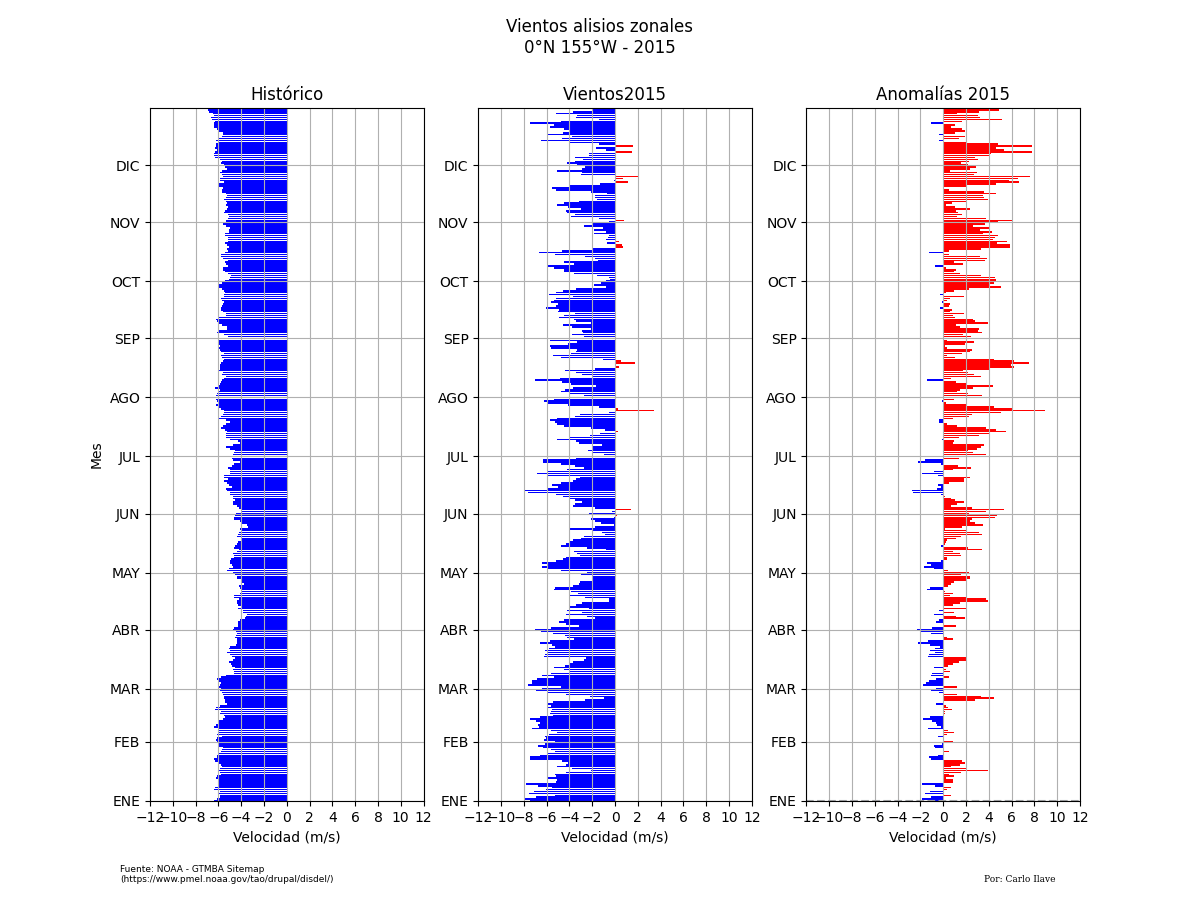 Vientos alisios zonales
0°N 155°W - 2015
Histórico
Vientos2015
Anomalías 2015
Mes
DIC
NOV
OCT
SEP
AGO
JUL
JUN
MAY
ABR
MAR
FEB
ENE
−12 −10 −8 −6 −4 −2 0 2 4 6 8 10 12
Velocidad (m/s)
DIC
NOV
OCT
SEP
AGO
JUL
JUN
MAY
ABR
MAR
FEB
ENE
−12 −10 −8 −6 −4 −2 0 2 4 6 8 10 12
Velocidad (m/s)
DIC
NOV
OCT
SEP
AGO
JUL
JUN
MAY
ABR
MAR
FEB
ENE
−12 −10 −8 −6 −4 −2 0 2 4 6 8 10 12
Velocidad (m/s)
Fuente: NOAA - GTMBA Sitemap
(https://www.pmel.noaa.gov/tao/drupal/disdel/)
Por: Carlo Ilave